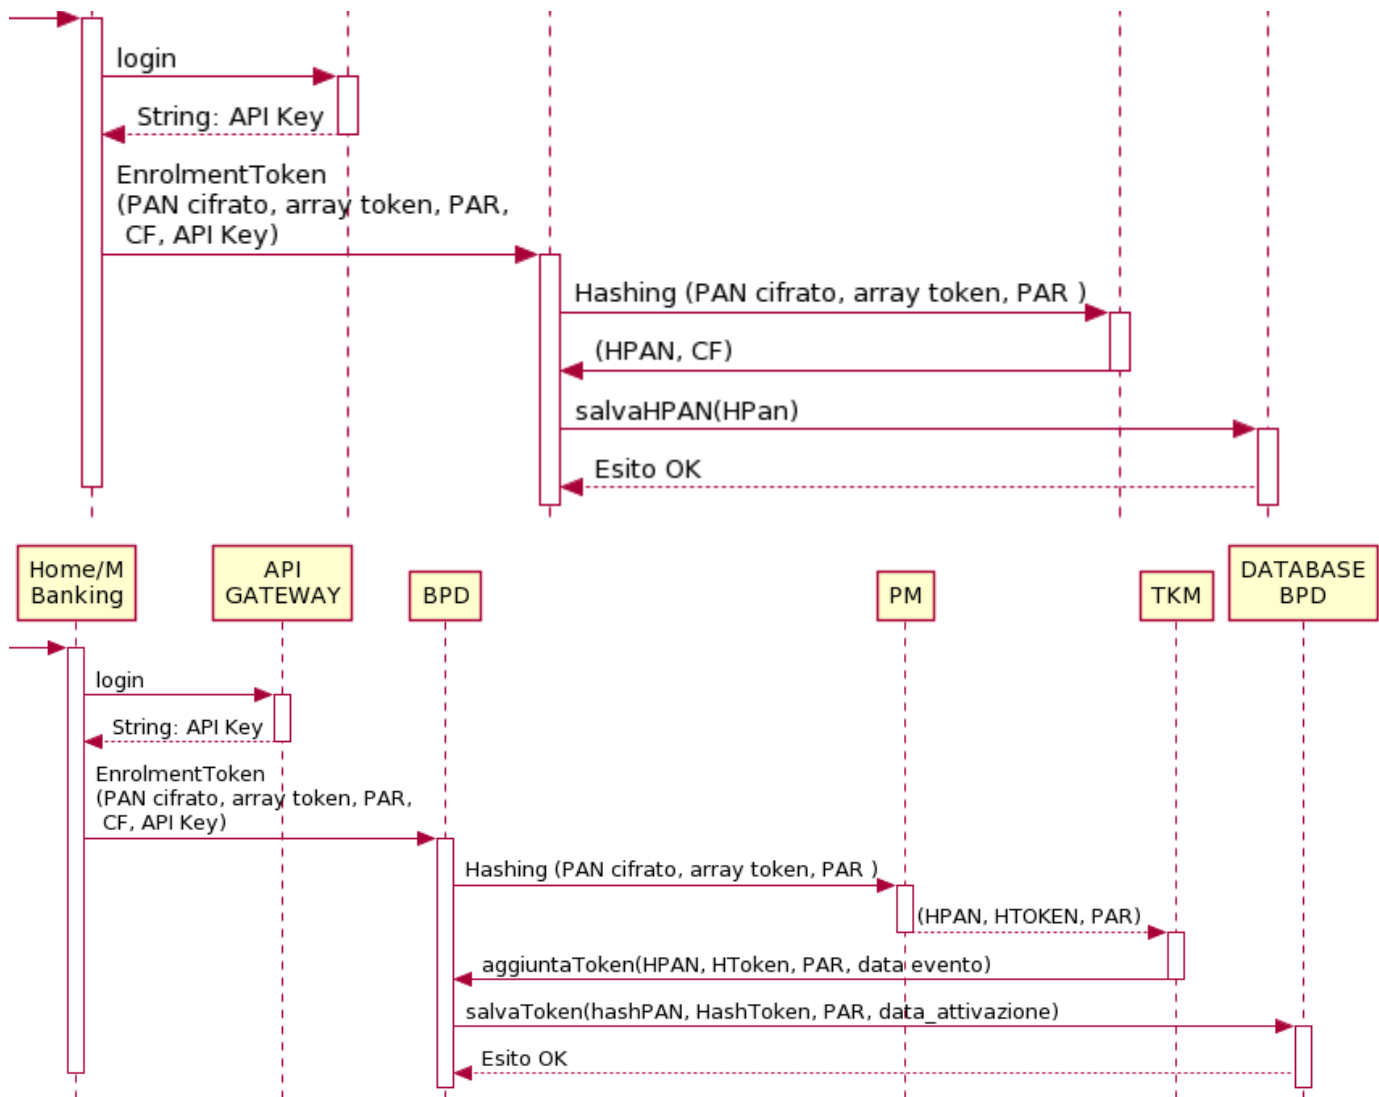 login
String: API Key
EnrolmentToken
(PAN cifrato, array token, PAR,
CF, API Key)
Hashing (PAN cifrato, array token, PAR )
(HPAN, CF)
salvaHPAN(HPan)
Esito OK
Home/M
Banking
API
GATEWAY
BPD
PM
TKM
DATABASE
BPD
login
String: API Key
EnrolmentToken
(PAN cifrato, array token, PAR,
CF, API Key)
Hashing (PAN cifrato, array token, PAR )
(HPAN, HTOKEN, PAR)
aggiuntaToken(HPAN, HToken, PAR, data evento)
salvaToken(hashPAN, HashToken, PAR, data_attivazione)
Esito OK